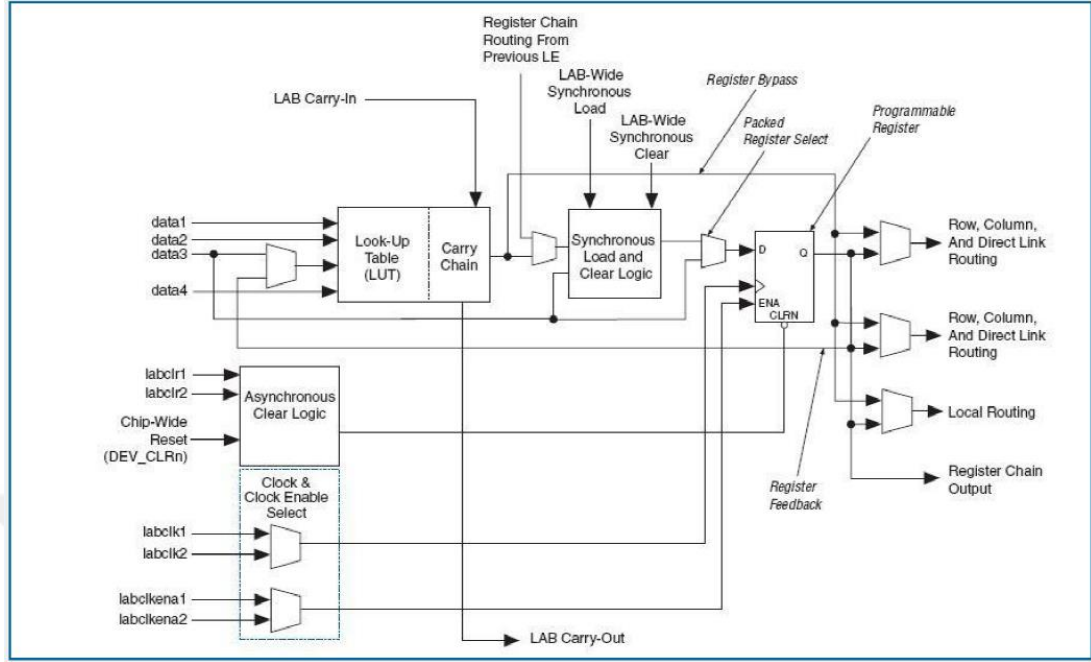 Register Chain
Routing From
Previous LE
LAB-Wide
Synchronous
Load
Register Bypass
LAB Carry-In
LAB-Wide
Synchronous
Clear
Packed
Register Select
Programmable
Register
data1
data2
data3
data4
Look-Up
Table
(LUT)
Carry
Chain
Synchronous
Load and
Clear Logic
D
Q
ENA
CLRN
Row, Column,
And Direct Link
Routing
Row, Column,
And Direct Link
Routing
labclr1
labclr2
Chip-Wide
Reset
(DEV_CLRn)
Asynchronous
Clear Logic
Local Routing
Register
Feedback
Register Chain
Output
Clock &
Clock Enable
Select
labclk1
labclk2
labclkena1
labclkena2
LAB Carry-Out